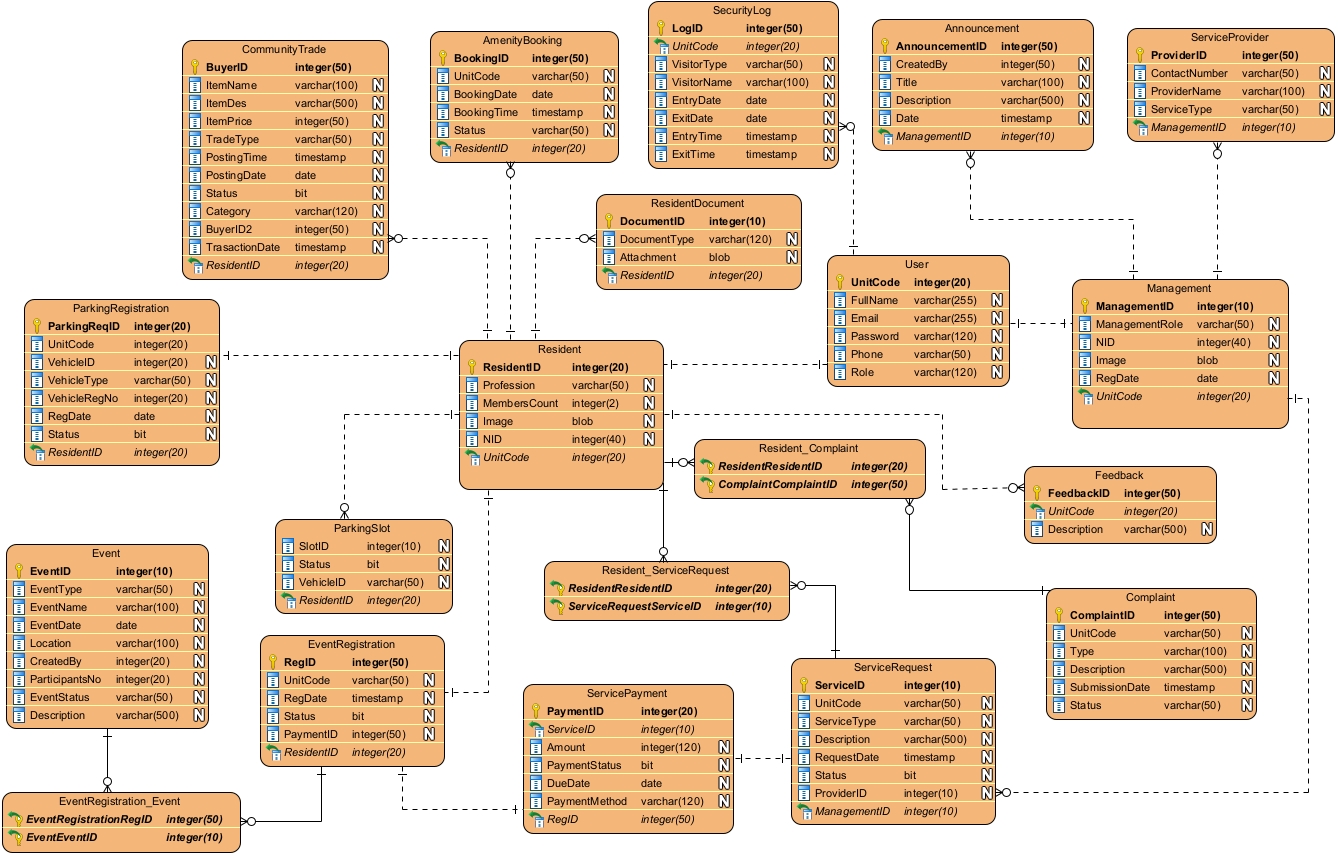 CommunityTrade
BuyerID integer(50)
ItemName varchar(100) N
ItemDes varchar(500) N
ItemPrice integer(50) N
TradeType varchar(50) N
PostingTime timestamp N
PostingDate date N
Status bit N
Category varchar(120) N
BuyerID2 integer(50) N
TrasactionDate timestamp N
ResidentID integer(20)
AmenityBooking
BookingID integer(50)
UnitCode varchar(50) N
BookingDate date N
BookingTime timestamp N
Status varchar(50) N
ResidentID integer(20)
SecurityLog
LogID integer(50)
UnitCode integer(20)
VisitorType varchar(50) N
VisitorName varchar(100) N
EntryDate date N
ExitDate date N
EntryTime timestamp N
ExitTime timestamp N
Announcement
AnnouncementID integer(50)
CreatedBy integer(50) N
Title varchar(100) N
Description varchar(500) N
Date timestamp N
ManagementID integer(10)
ServiceProvider
ProviderID integer(50)
ContactNumber varchar(50) N
ProviderName varchar(100) N
ServiceType varchar(50) N
ManagementID integer(10)
ResidentDocument
DocumentID integer(10)
DocumentType varchar(120) N
Attachment blob N
ResidentID integer(20)
User
UnitCode integer(20)
FullName varchar(255) N
Email varchar(255) N
Password varchar(120) N
Phone varchar(50) N
Role varchar(120) N
Management
ManagementID integer(10)
ManagementRole varchar(50) N
NID integer(40) N
Image blob N
RegDate date N
UnitCode integer(20)
ParkingRegistration
ParkingReqID integer(20)
UnitCode integer(20)
VehicleID integer(20) N
VehicleType varchar(50) N
VehicleRegNo integer(20) N
RegDate date N
Status bit N
ResidentID integer(20)
Resident
ResidentID integer(20)
Profession varchar(50) N
MembersCount integer(2) N
Image blob N
NID integer(40) N
UnitCode integer(20)
Resident_Complaint
ResidentResidentID integer(20)
ComplaintComplaintID integer(50)
Feedback
FeedbackID integer(50)
UnitCode integer(20)
Description varchar(500) N
ParkingSlot
SlotID integer(10) N
Status bit N
VehicleID varchar(50) N
ResidentID integer(20)
Event
EventID integer(10)
EventType varchar(50) N
EventName varchar(100) N
EventDate date N
Location varchar(100) N
CreatedBy integer(20) N
ParticipantsNo integer(20) N
EventStatus varchar(50) N
Description varchar(500) N
Resident_ServiceRequest
ResidentResidentID integer(20)
ServiceRequestServiceID integer(10)
Complaint
ComplaintID integer(50)
UnitCode varchar(50) N
Type varchar(100) N
Description varchar(500) N
SubmissionDate timestamp N
Status varchar(50) N
EventRegistration
RegID integer(50)
UnitCode varchar(50) N
RegDate timestamp N
Status bit N
PaymentID integer(50) N
ResidentID integer(20)
ServicePayment
PaymentID integer(20)
ServiceID integer(10)
Amount integer(120) N
PaymentStatus bit N
DueDate date N
PaymentMethod varchar(120) N
RegID integer(50)
ServiceRequest
ServiceID integer(10)
UnitCode varchar(50) N
ServiceType varchar(50) N
Description varchar(500) N
RequestDate timestamp N
Status bit N
ProviderID integer(10) N
ManagementID integer(10)
EventRegistration_Event
EventRegistrationRegID integer(50)
EventEventID integer(10)